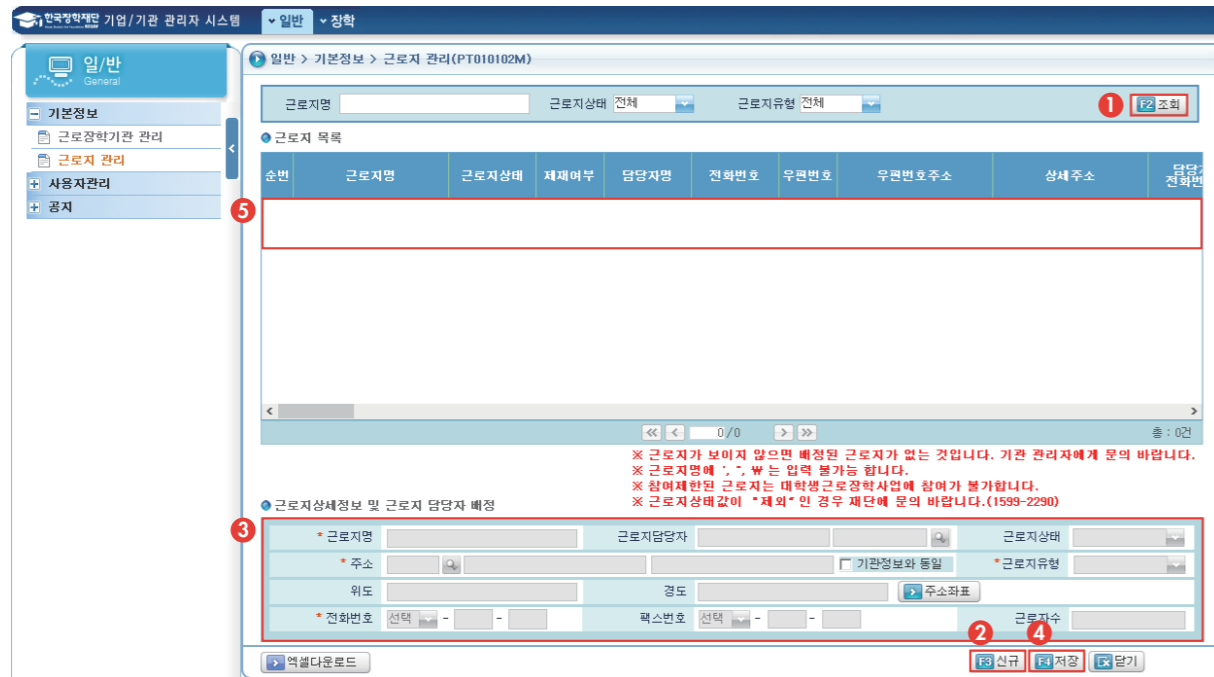 한국장학재단 기업/기관 관리자 시스템 일반 장학
일/반
General
기본정보
근로장학기관 관리
근로지 관리
사용자관리
공지
일반 > 기본정보 > 근로지 관리(PT010102M)
근로지명 근로지상태 전체 근로지유형 전체 1 F2 조회
근로지 목록
순번 근로지명 근로지상태 제재여부 담당자명 전화번호 우편번호 우편번호주소 상세주소
5
0/0 총 : 0건
※ 근로지가 보이지 않으면 배정된 근로지가 없는 것입니다. 기관 관리자에게 문의 바랍니다.
※ 근로지명에 ', ", ₩ 는 입력 불가능 합니다.
※ 참여제한된 근로지는 대학생근로장학사업에 참여가 불가합니다.
※ 근로지상태값이 "제외"인 경우 재단에 문의 바랍니다.(1599-2290)
근로지상세정보 및 근로지 담당자 배정
3
* 근로지명 근로지담당자 근로지상태
* 주소 기관정보와 동일 *근로지유형
위도 경도 주소좌표
* 전화번호 선택 - - 팩스번호 선택 - - 근로자수
2 4
엑셀다운로드 F3 신규 F4 저장 닫기